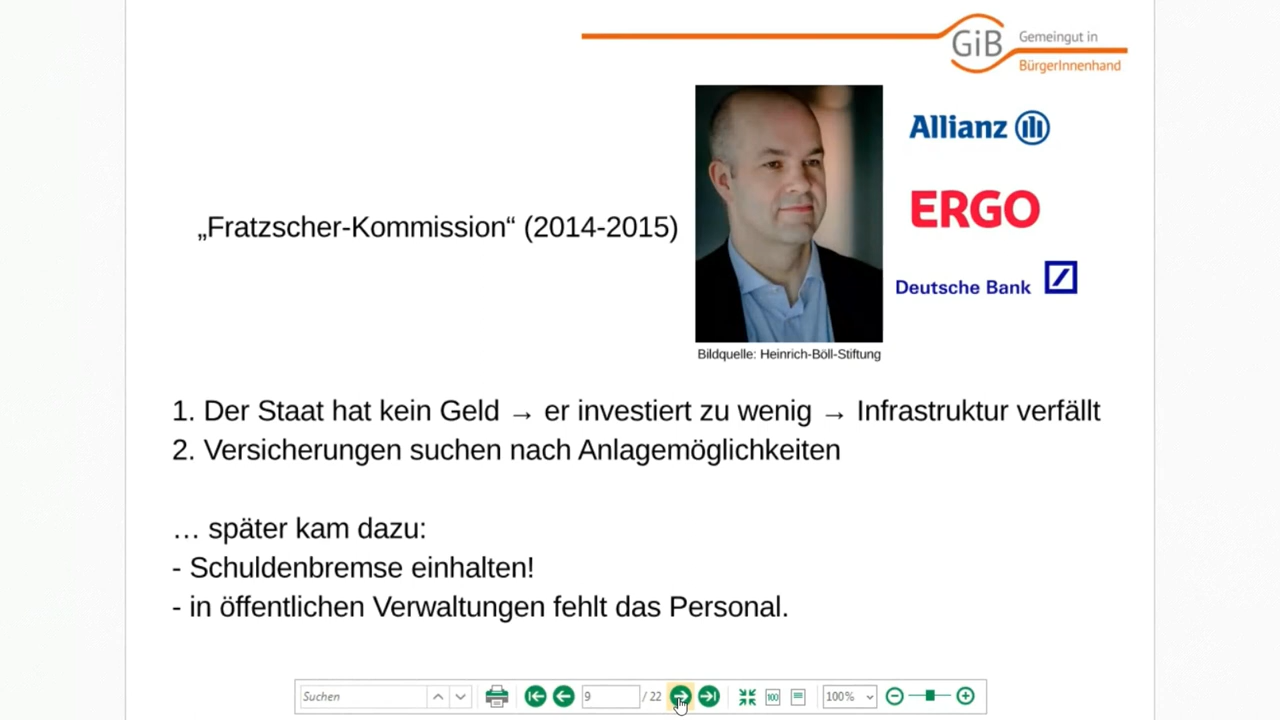 GiB
Gemeingut in
BürgerInnenhand
Allianz
ERGO
Deutsche Bank
„Fratzscher-Kommission“ (2014-2015)
Bildquelle: Heinrich-Böll-Stiftung
1. Der Staat hat kein Geld → er investiert zu wenig → Infrastruktur verfällt
2. Versicherungen suchen nach Anlagemöglichkeiten
… später kam dazu:
- Schuldenbremse einhalten!
- in öffentlichen Verwaltungen fehlt das Personal.
Suchen 9 / 22 100 100%